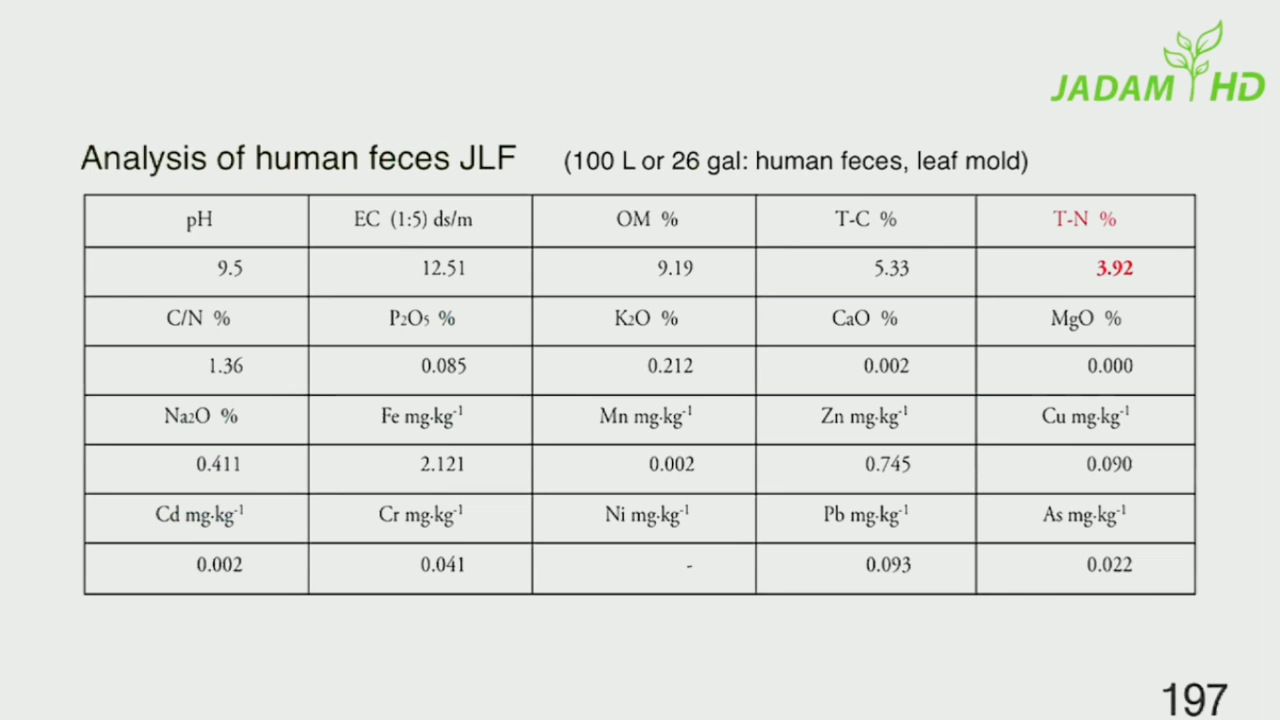 JADAM HD
Analysis of human feces JLF (100 L or 26 gal: human feces, leaf mold)
pH EC (1:5) ds/m OM % T-C % T-N %
9.5 12.51 9.19 5.33 3.92
C/N % P₂O₅ % K₂O % CaO % MgO %
1.36 0.085 0.212 0.002 0.000
Na₂O % Fe mg·kg⁻¹ Mn mg·kg⁻¹ Zn mg·kg⁻¹ Cu mg·kg⁻¹
0.411 2.121 0.002 0.745 0.090
Cd mg·kg⁻¹ Cr mg·kg⁻¹ Ni mg·kg⁻¹ Pb mg·kg⁻¹ As mg·kg⁻¹
0.002 0.041 - 0.093 0.022
197